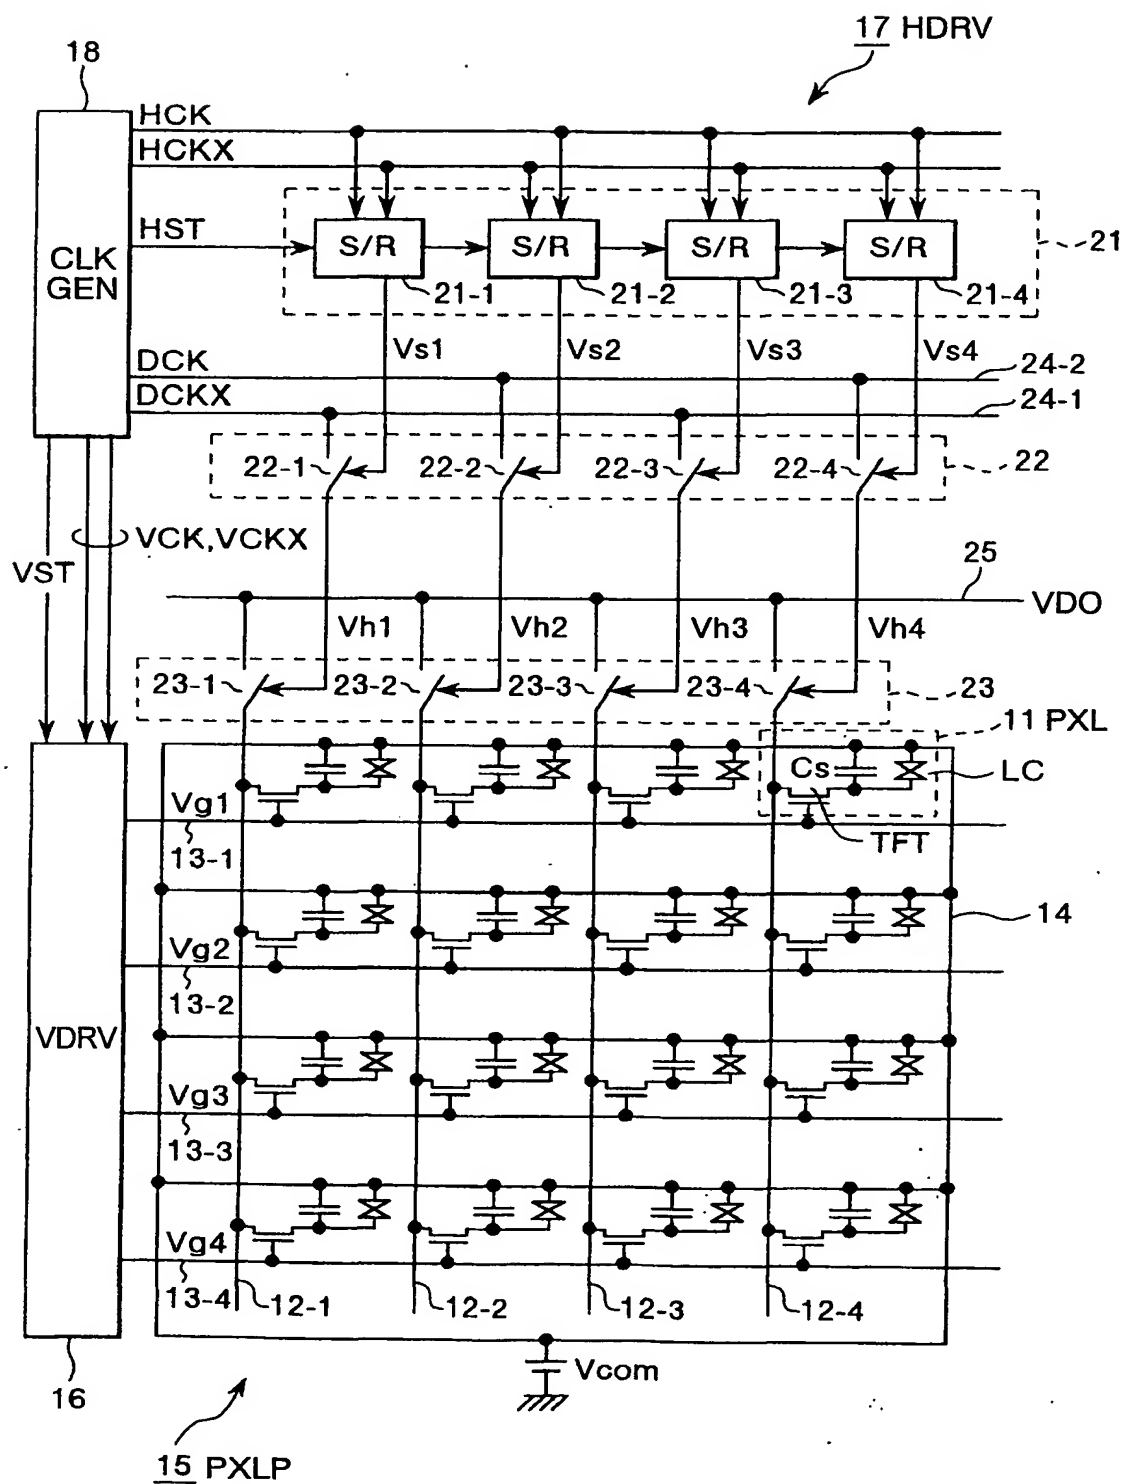 17 HDRV
18
HCK
HCKX
HST
CLK
GEN
S/R
S/R
S/R
S/R
21
21-1
21-2
21-3
21-4
Vs1
Vs2
Vs3
Vs4
DCK
24-2
DCKX
24-1
22-1
22-2
22-3
22-4
22
VCK,VCKX
VST
25
VDO
Vh1
Vh2
Vh3
Vh4
23-1
23-2
23-3
23-4
23
11 PXL
Cs
LC
Vg1
TFT
13-1
14
Vg2
13-2
VDRV
Vg3
13-3
Vg4
13-4
12-1
12-2
12-3
12-4
Vcom
16
15 PXLP